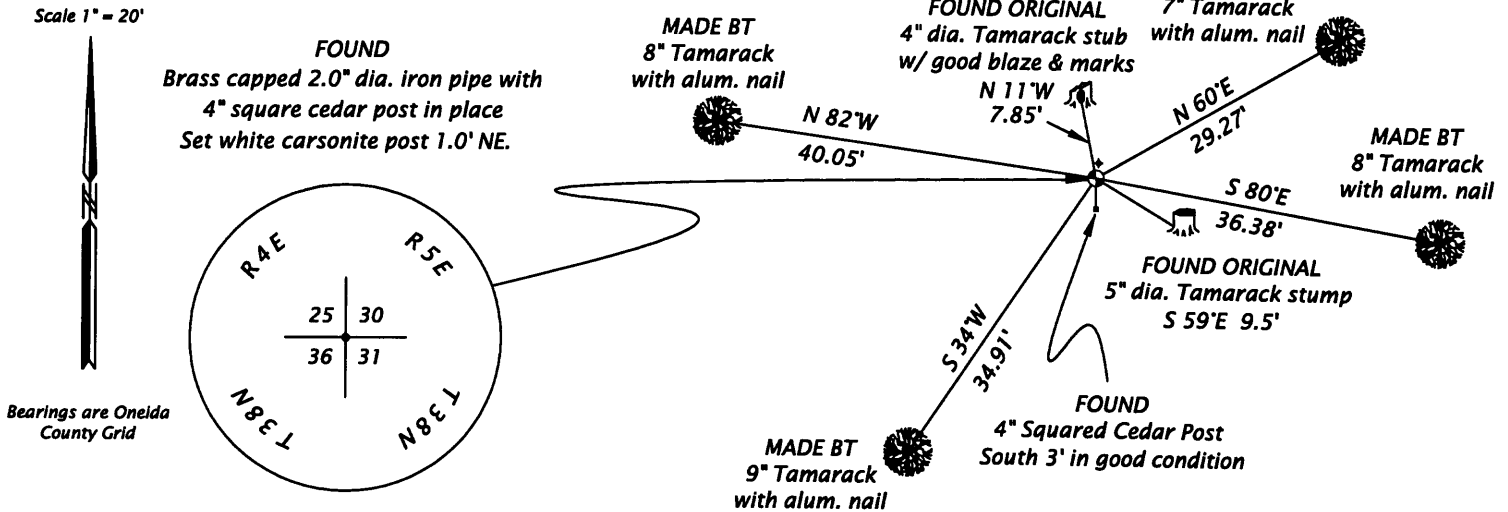 Scale 1" = 20'
FOUND
Brass capped 2.0" dia. iron pipe with
4" square cedar post in place
Set white carsonite post 1.0' NE.
N
Bearings are Oneida
County Grid
R4E
R5E
25 30
36 31
T38N
T38N
MADE BT
8" Tamarack
with alum. nail
N 82°W
40.05'
FOUND ORIGINAL
4" dia. Tamarack stub
w/ good blaze & marks
N 11°W
7.85'
7" Tamarack
with alum. nail
N 60°E
29.27'
MADE BT
8" Tamarack
with alum. nail
S 80°E
36.38'
FOUND ORIGINAL
5" dia. Tamarack stump
S 59°E 9.5'
S 34°W
34.91'
FOUND
4" Squared Cedar Post
South 3' in good condition
MADE BT
9" Tamarack
with alum. nail